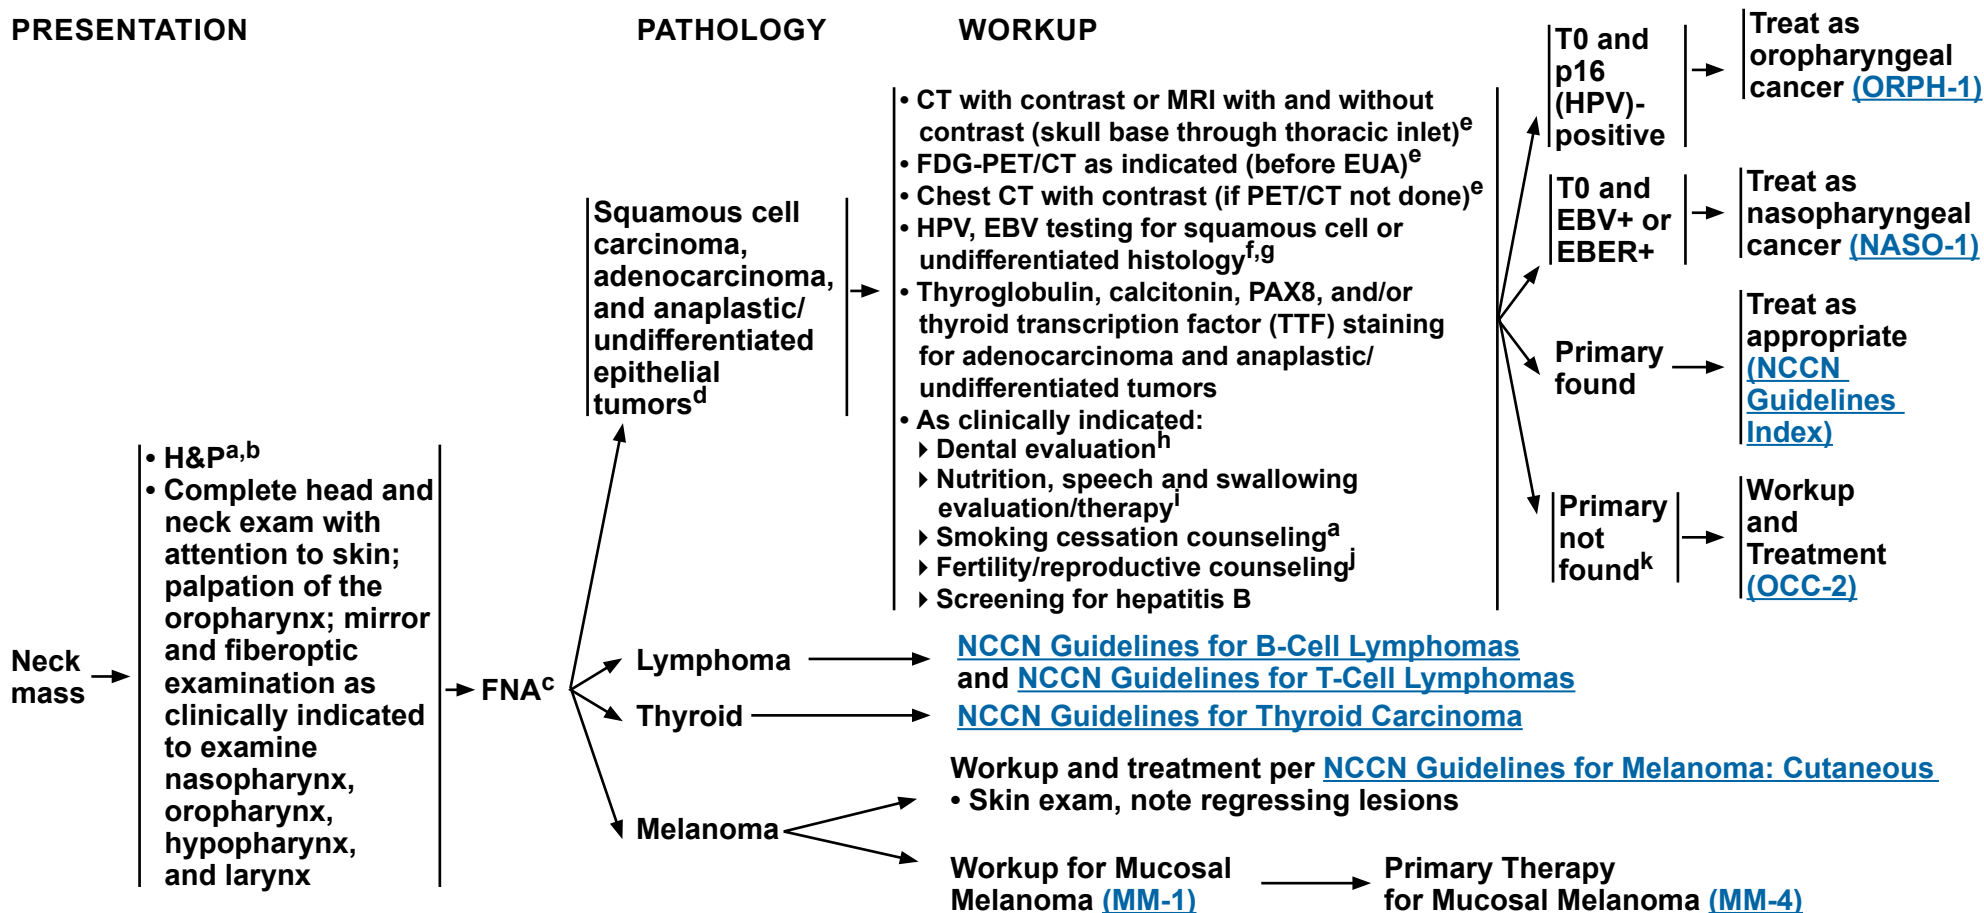 PRESENTATION
PATHOLOGY
WORKUP
Neck
mass
• H&Pa,b
• Complete head and
neck exam with
attention to skin;
palpation of the
oropharynx; mirror
and fiberoptic
examination as
clinically indicated
to examine
nasopharynx,
oropharynx,
hypopharynx,
and larynx
FNAc
Squamous cell
carcinoma,
adenocarcinoma,
and anaplastic/
undifferentiated
epithelial
tumorsd
• CT with contrast or MRI with and without
contrast (skull base through thoracic inlet)e
• FDG-PET/CT as indicated (before EUA)e
• Chest CT with contrast (if PET/CT not done)e
• HPV, EBV testing for squamous cell or
undifferentiated histologyf,g
• Thyroglobulin, calcitonin, PAX8, and/or
thyroid transcription factor (TTF) staining
for adenocarcinoma and anaplastic/
undifferentiated tumors
• As clinically indicated:
Dental evaluationh
Nutrition, speech and swallowing
evaluation/therapyi
Smoking cessation counselinga
Fertility/reproductive counselingj
Screening for hepatitis B
T0 and
p16
(HPV)-
positive
Treat as
oropharyngeal
cancer (ORPH-1)
T0 and
EBV+ or
EBER+
Treat as
nasopharyngeal
cancer (NASO-1)
Primary
found
Treat as
appropriate
(NCCN
Guidelines
Index)
Primary
not
foundk
Workup
and
Treatment
(OCC-2)
Lymphoma
NCCN Guidelines for B-Cell Lymphomas
and NCCN Guidelines for T-Cell Lymphomas
Thyroid
NCCN Guidelines for Thyroid Carcinoma
Melanoma
Workup and treatment per NCCN Guidelines for Melanoma: Cutaneous
• Skin exam, note regressing lesions
Workup for Mucosal
Melanoma (MM-1)
Primary Therapy
for Mucosal Melanoma (MM-4)